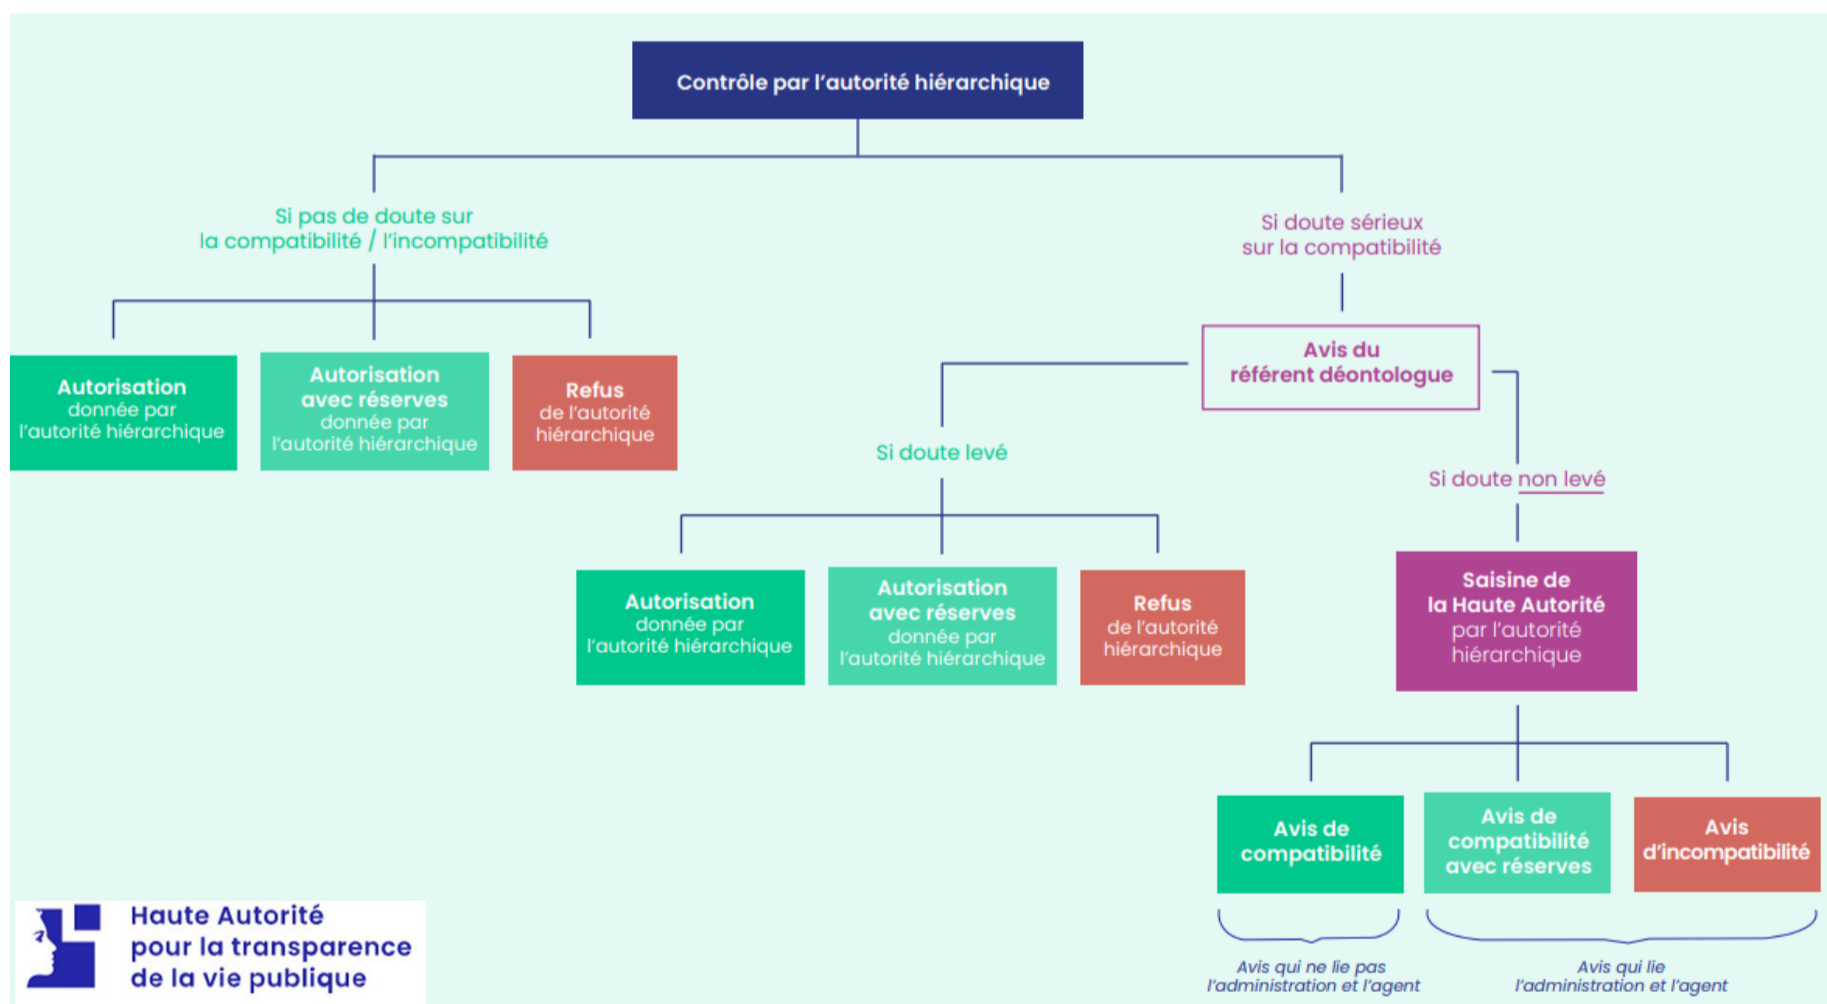 Contrôle par l'autorité hiérarchique
Si pas de doute sur
la compatibilité / l'incompatibilité
Si doute sérieux
sur la compatibilité
Autorisation
donnée par
l'autorité hiérarchique
Autorisation
avec réserves
donnée par
l'autorité hiérarchique
Refus
de l'autorité
hiérarchique
Avis du
référent déontologue
Si doute levé
Si doute non levé
Autorisation
donnée par
l'autorité hiérarchique
Autorisation
avec réserves
donnée par
l'autorité hiérarchique
Refus
de l'autorité
hiérarchique
Saisine de
la Haute Autorité
par l'autorité
hiérarchique
Avis de
compatibilité
Avis de
compatibilité
avec réserves
Avis
d'incompatibilité
Avis qui ne lie pas
l'administration et l'agent
Avis qui lie
l'administration et l'agent
Haute Autorité
pour la transparence
de la vie publique